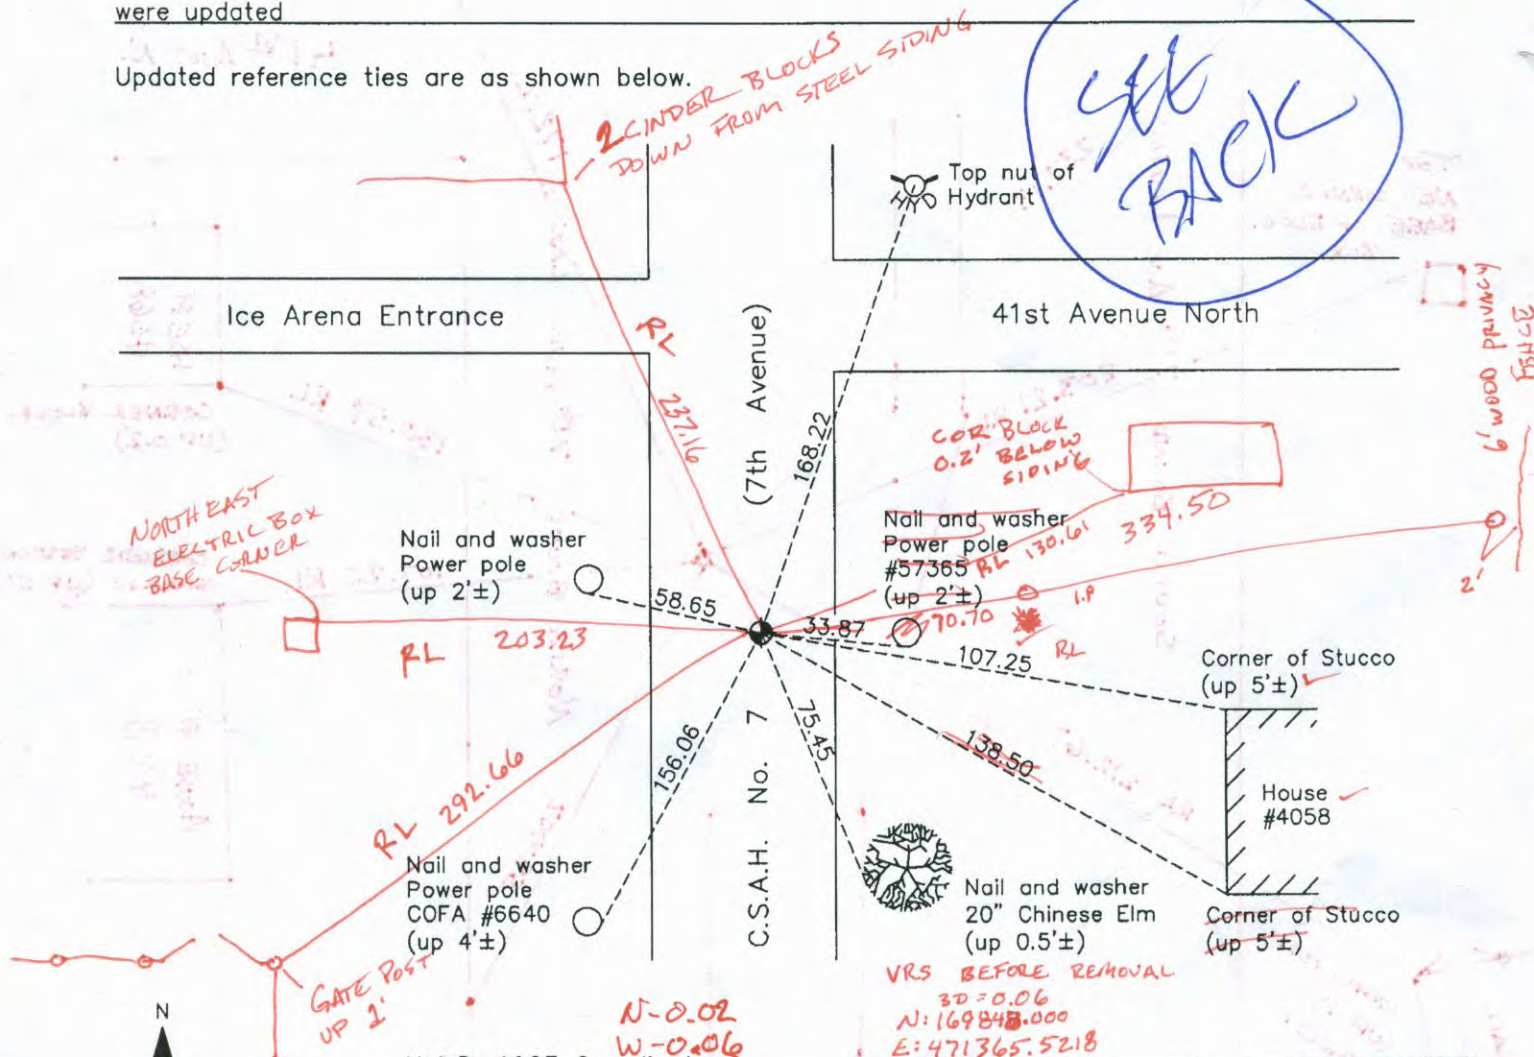 were updated
Updated reference ties are as shown below.
2 CINDER BLOCKS
DOWN FROM STEEL SIDING
SEE
BACK
Top nut of
Hydrant
Ice Arena Entrance
41st Avenue North
(7th Avenue)
C.S.A.H. No. 7
RL
237.16
168.22
COR BLOCK
0.2' BELOW
SIDING
6' WOOD PRIVACY
2'
334.50
NORTHEAST
ELECTRIC BOX
BASE CORNER
Nail and washer
Power pole
(up 2'±)
Nail and washer
Power pole
#57365
(up 2'±)
RL 130.61
I.P
58.65
33.87
70.70
RL
RL 203.23
107.25
Corner of Stucco
(up 5'±)
156.06
75.45
138.50
House
#4058
RL 292.66
Nail and washer
Power pole
COFA #6640
(up 4'±)
Nail and washer
20" Chinese Elm
(up 0.5'±)
Corner of Stucco
(up 5'±)
GATE POST
UP 1'
N
N-0.02
W-0.06
VRS BEFORE REMOVAL
3D=0.06
N: 169848.000
E: 471365.5218